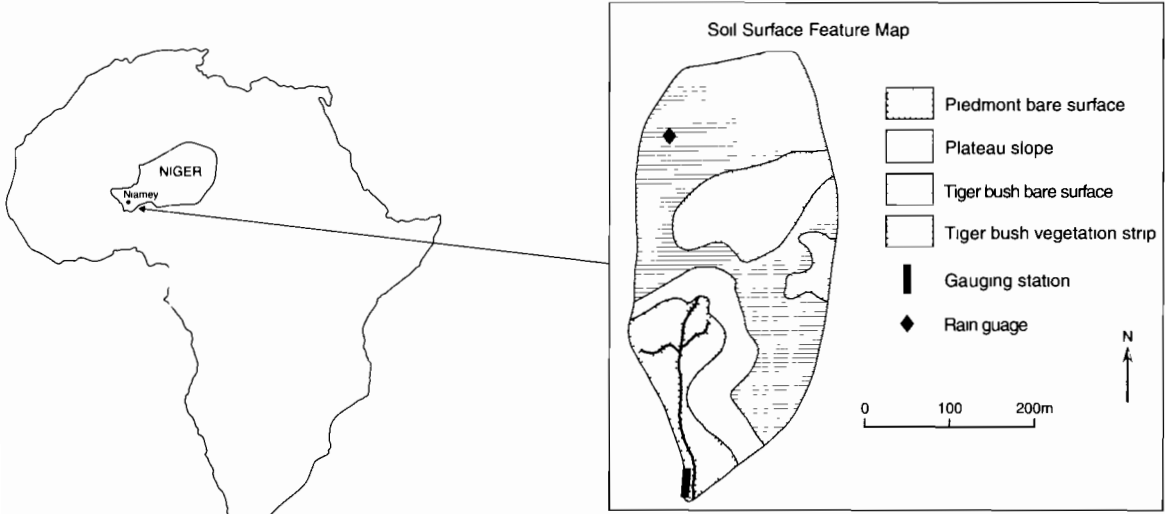 Soil Surface Feature Map
NIGER
Niamey
Piedmont bare surface
Plateau slope
Tiger bush bare surface
Tiger bush vegetation strip
Gauging station
Rain guage
N
0 100 200m